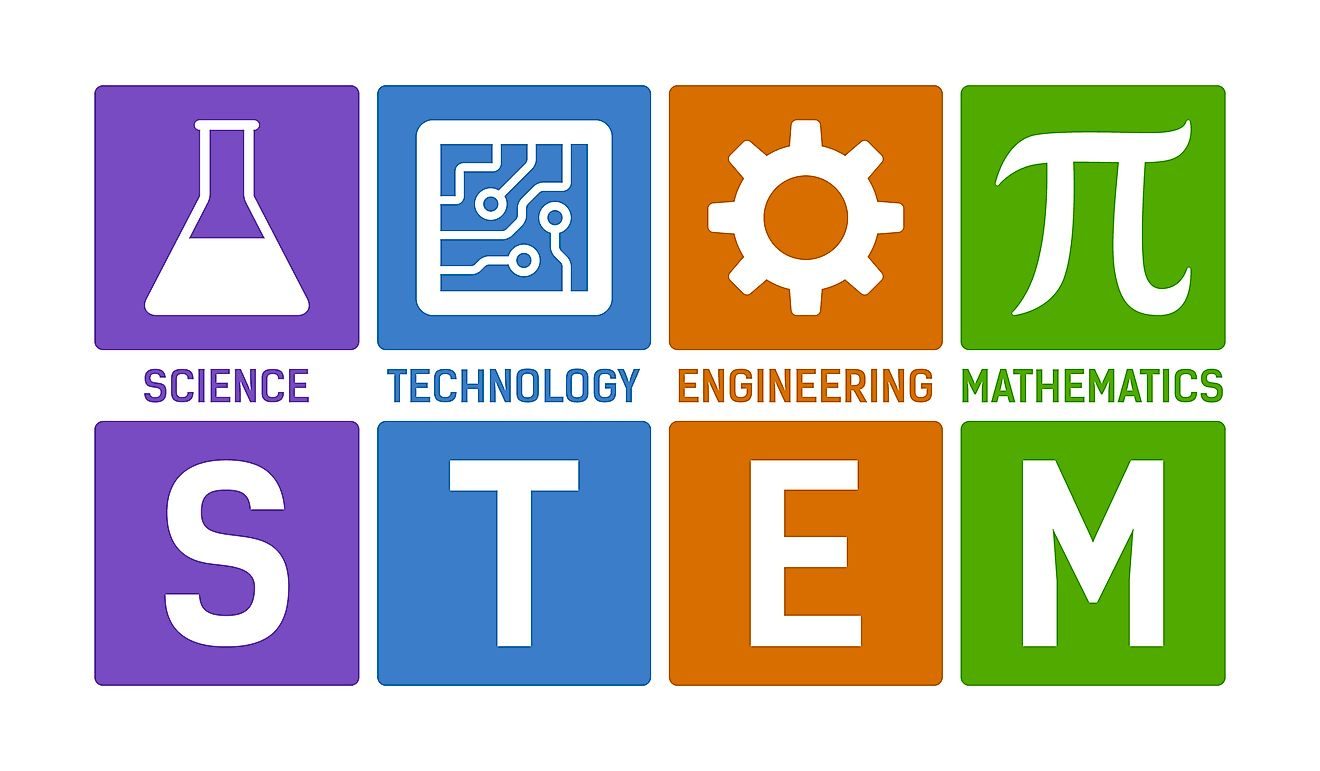 π
SCIENCE TECHNOLOGY ENGINEERING MATHEMATICS
S T E M